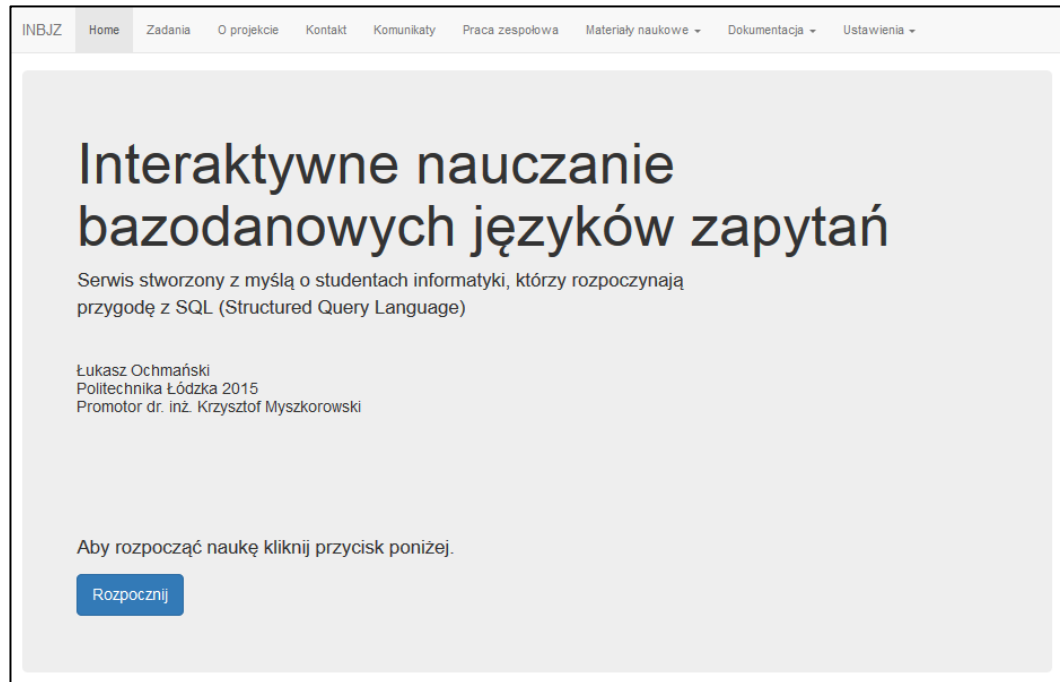 INBJZ Home Zadania O projekcie Kontakt Komunikaty Praca zespołowa Materiały naukowe Dokumentacja Ustawienia
Interaktywne nauczanie
bazodanowych języków zapytań
Serwis stworzony z myślą o studentach informatyki, którzy rozpoczynają
przygodę z SQL (Structured Query Language)
Łukasz Ochmański
Politechnika Łódzka 2015
Promotor dr. inż. Krzysztof Myszkorowski
Aby rozpocząć naukę kliknij przycisk poniżej.
Rozpocznij